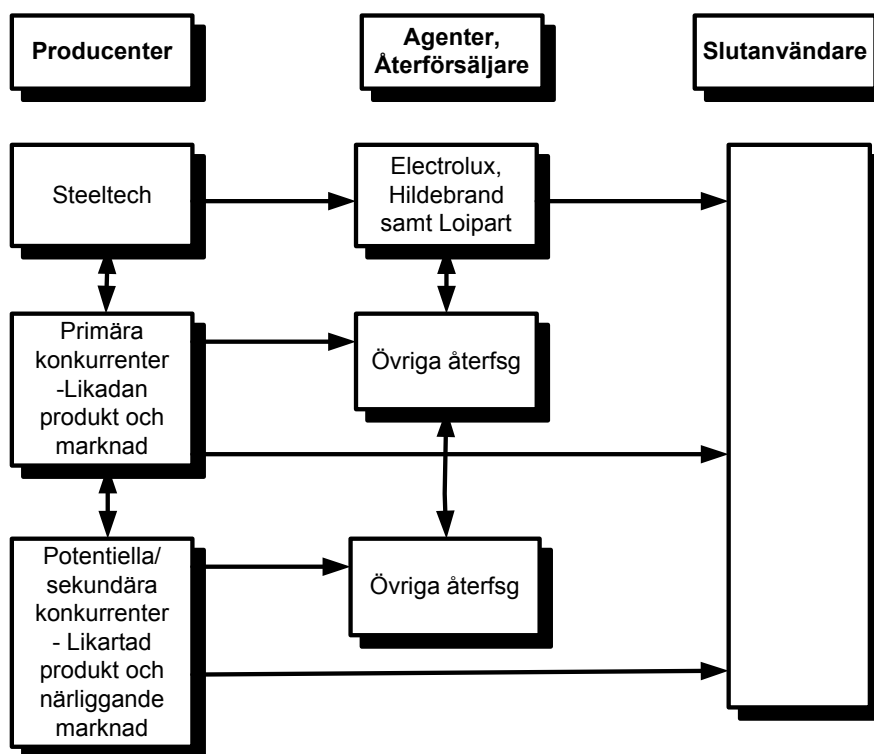 Producenter
Agenter,
Återförsäljare
Slutanvändare
Steeltech
Electrolux,
Hildebrand
samt Loipart
Primära
konkurrenter
-Likadan
produkt och
marknad
Övriga återfsg
Potentiella/
sekundära
konkurrenter
- Likartad
produkt och
närliggande
marknad
Övriga återfsg